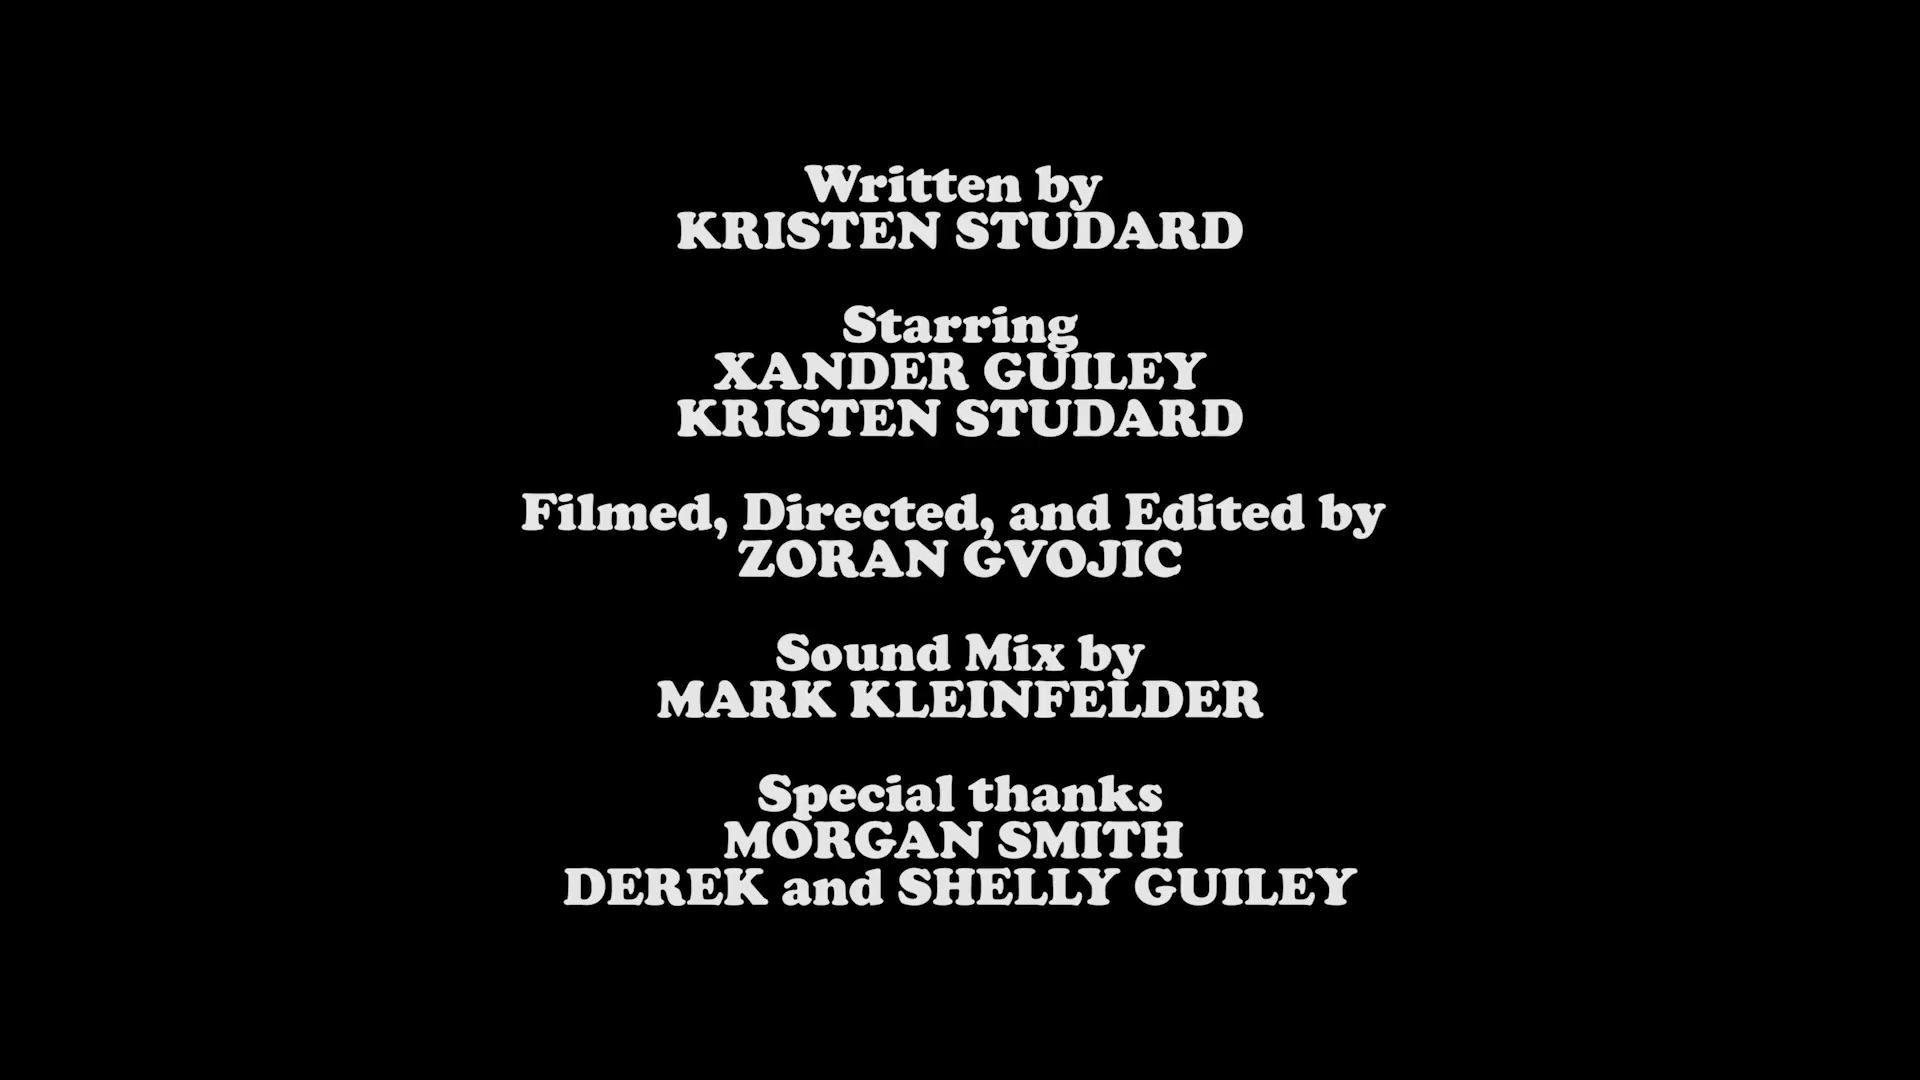 Written by
KRISTEN STUDARD
Starring
XANDER GUILEY
KRISTEN STUDARD
Filmed, Directed, and Edited by
ZORAN GVOJIC
Sound Mix by
MARK KLEINFELDER
Special thanks
MORGAN SMITH
DEREK and SHELLY GUILEY